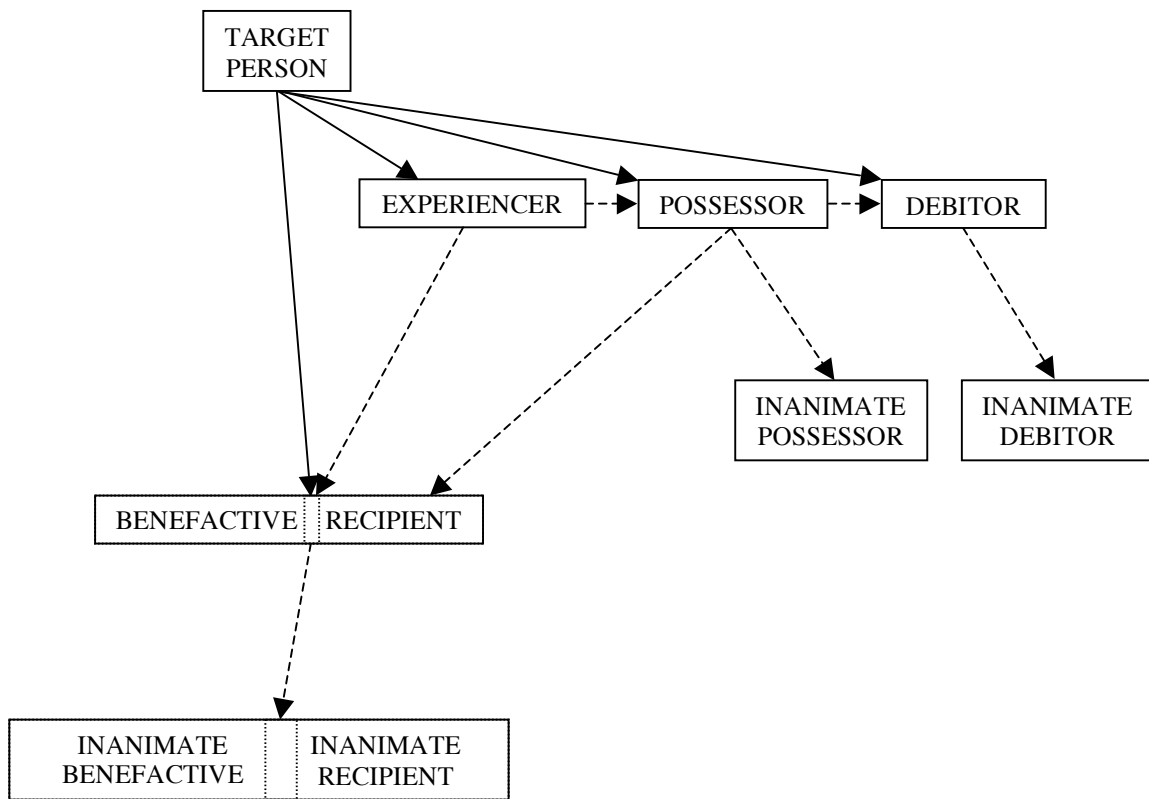 TARGET
PERSON
EXPERIENCER
POSSESSOR
DEBITOR
INANIMATE
POSSESSOR
INANIMATE
DEBITOR
BENEFACTIVE
RECIPIENT
INANIMATE
BENEFACTIVE
INANIMATE
RECIPIENT